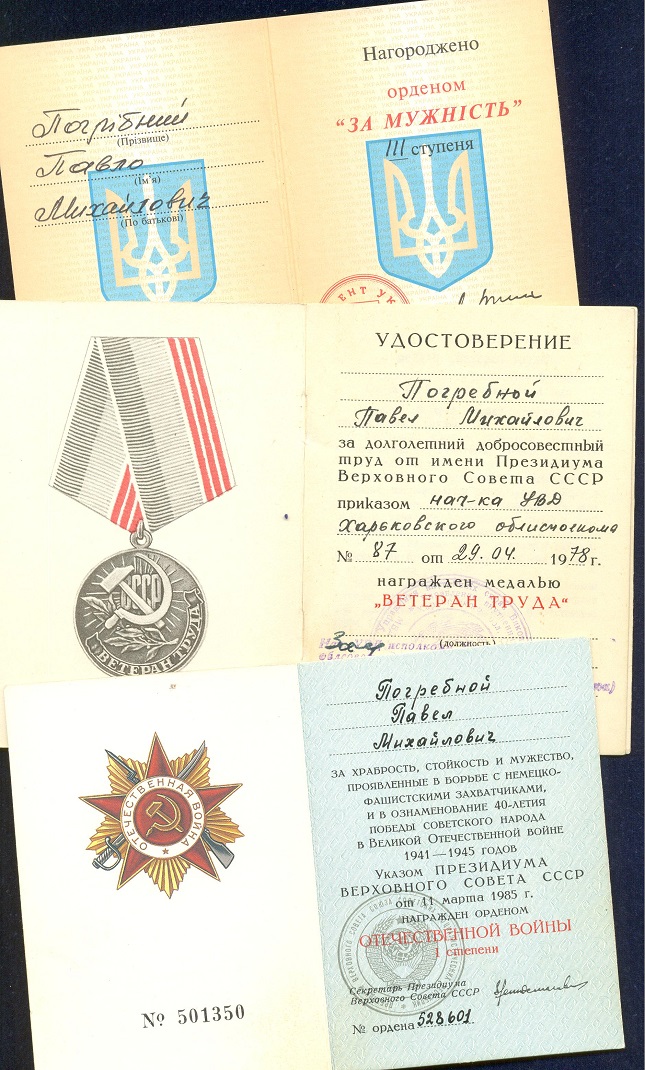 Погрібний
(Прізвище)
Павло
(Ім'я)
Михайлович
(По батькові)
Нагороджено
орденом
“ЗА МУЖНІСТЬ”
III ступеня
ЕНТ УК
СССР
ВЕТЕРАН ТРУДА
УДОСТОВЕРЕНИЕ
Погребной
Павел Михайлович
за долголетний добросовестный
труд от имени Президиума
Верховного Совета СССР
приказом нач-ка УВД
Харьковского
№ 87 от 29.04. 1978 г.
награжден медалью
„ВЕТЕРАН ТРУДА“
(должность)
исполко
ОТЕЧЕСТВЕННАЯ ВОЙНА
№ 501350
Погребной
Павел
Михайлович
ЗА ХРАБРОСТЬ, СТОЙКОСТЬ И МУЖЕСТВО,
ПРОЯВЛЕННЫЕ В БОРЬБЕ С НЕМЕЦКО-
ФАШИСТСКИМИ ЗАХВАТЧИКАМИ,
И В ОЗНАМЕНОВАНИЕ 40-ЛЕТИЯ
ПОБЕДЫ СОВЕТСКОГО НАРОДА
В ВЕЛИКОЙ ОТЕЧЕСТВЕННОЙ ВОЙНЕ
1941—1945 ГОДОВ
УКАЗОМ ПРЕЗИДИУМА
ВЕРХОВНОГО СОВЕТА СССР
от 11 марта 1985 г.
НАГРАЖДЕН ОРДЕНОМ
ОТЕЧЕСТВЕННОЙ ВОЙНЫ
I степени
Секретарь Президиума
Верховного Совета СССР
№ ордена 528601